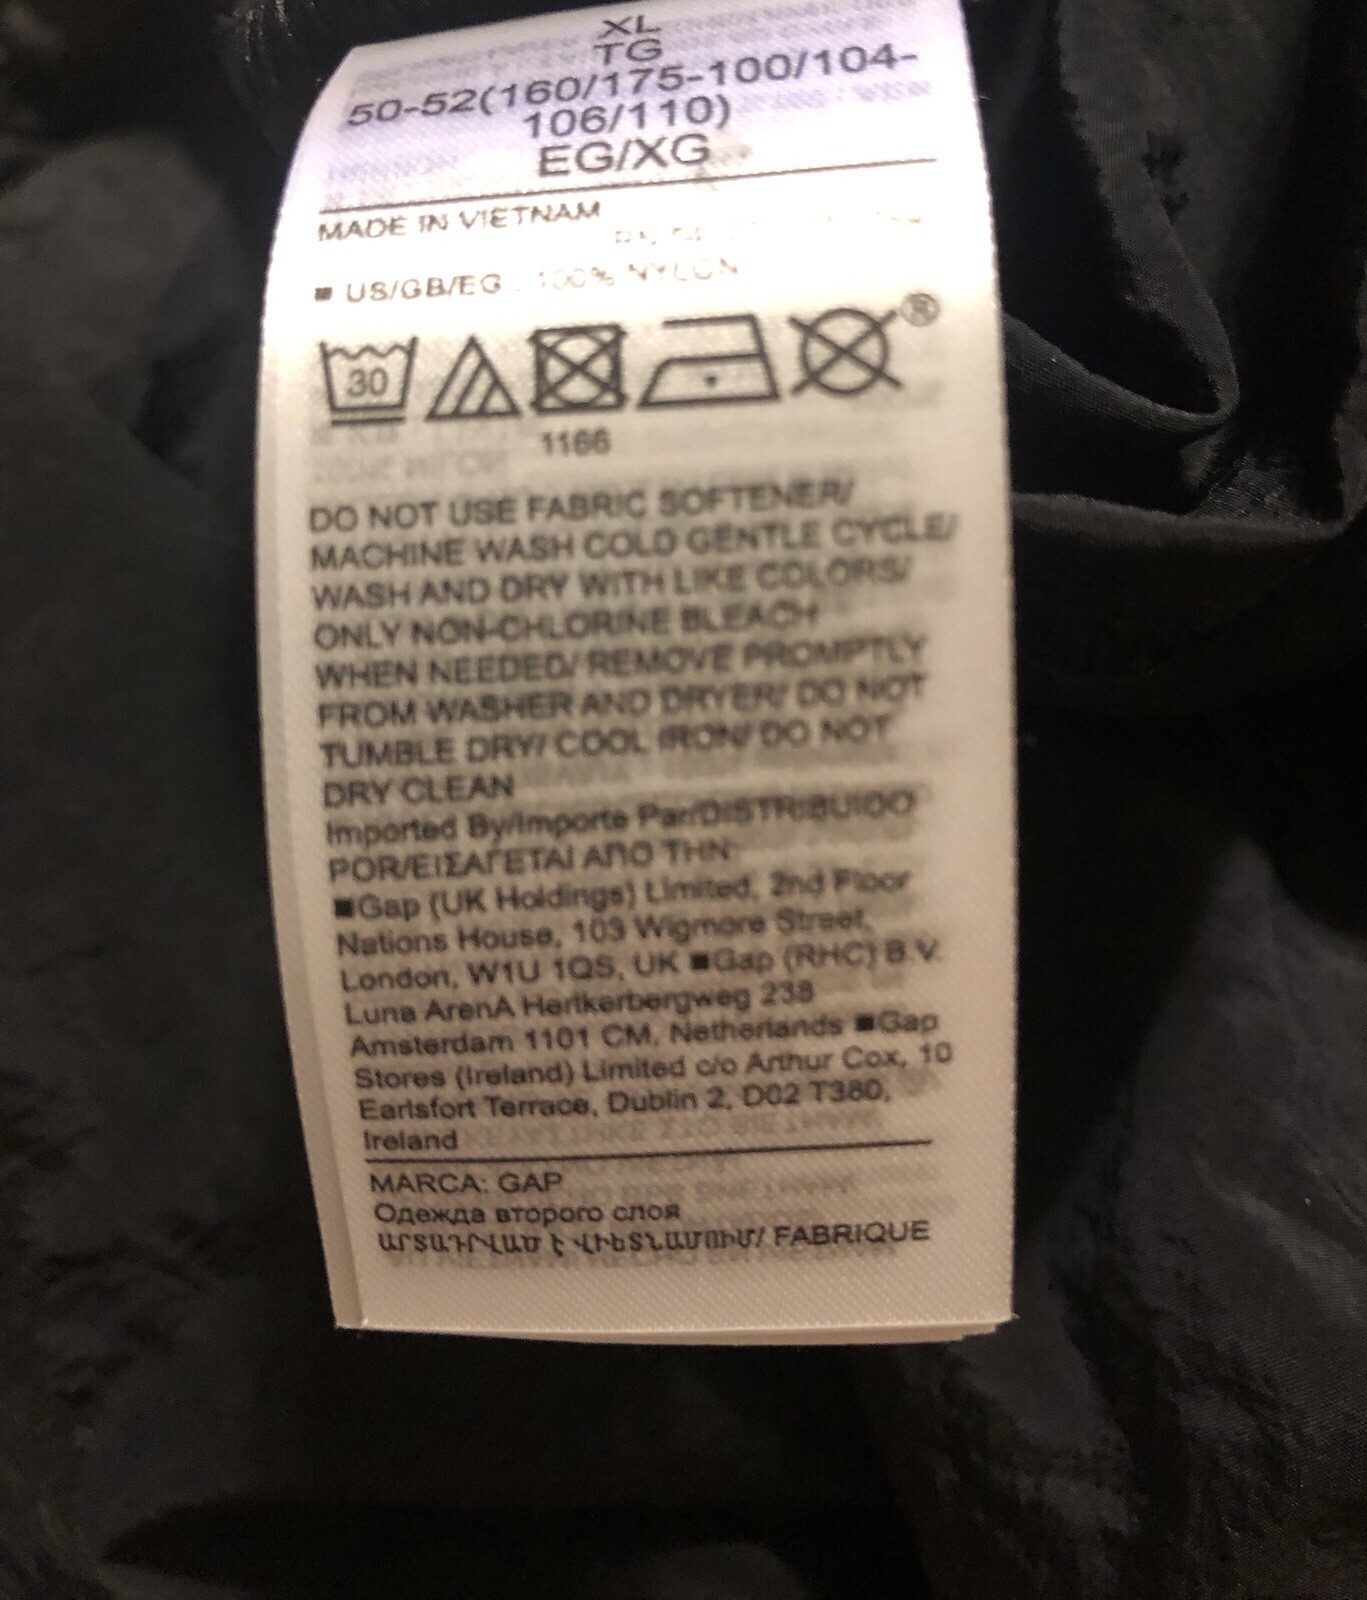 XL
TG
50-52(160/175-100/104-
106/110)
EG/XG
MADE IN VIETNAM
■ US/GB/EG : 100% NYLON
30
®
1166
DO NOT USE FABRIC SOFTENER/
MACHINE WASH COLD GENTLE CYCLE/
WASH AND DRY WITH LIKE COLORS/
ONLY NON-CHLORINE BLEACH
WHEN NEEDED/ REMOVE PROMPTLY
FROM WASHER AND DRYER/ DO NOT
TUMBLE DRY/ COOL IRON/ DO NOT
DRY CLEAN
Imported By/Importe Par/DISTRIBUIDO
POR/ΕΙΣΑΓΕΤΑΙ ΑΠΟ ΤΗΝ:
■Gap (UK Holdings) Limited, 2nd Floor
Nations House, 103 Wigmore Street,
London, W1U 1QS, UK ■Gap (RHC) B.V.
Luna ArenA Herikerbergweg 238
Amsterdam 1101 CM, Netherlands ■Gap
Stores (Ireland) Limited c/o Arthur Cox, 10
Earlsfort Terrace, Dublin 2, D02 T380,
Ireland
MARCA: GAP
Одежда второго слоя
ԱՐՏԱԴՐՎԱԾ Է ՎԻԵՏՆԱՄՈՒՄ/ FABRIQUE